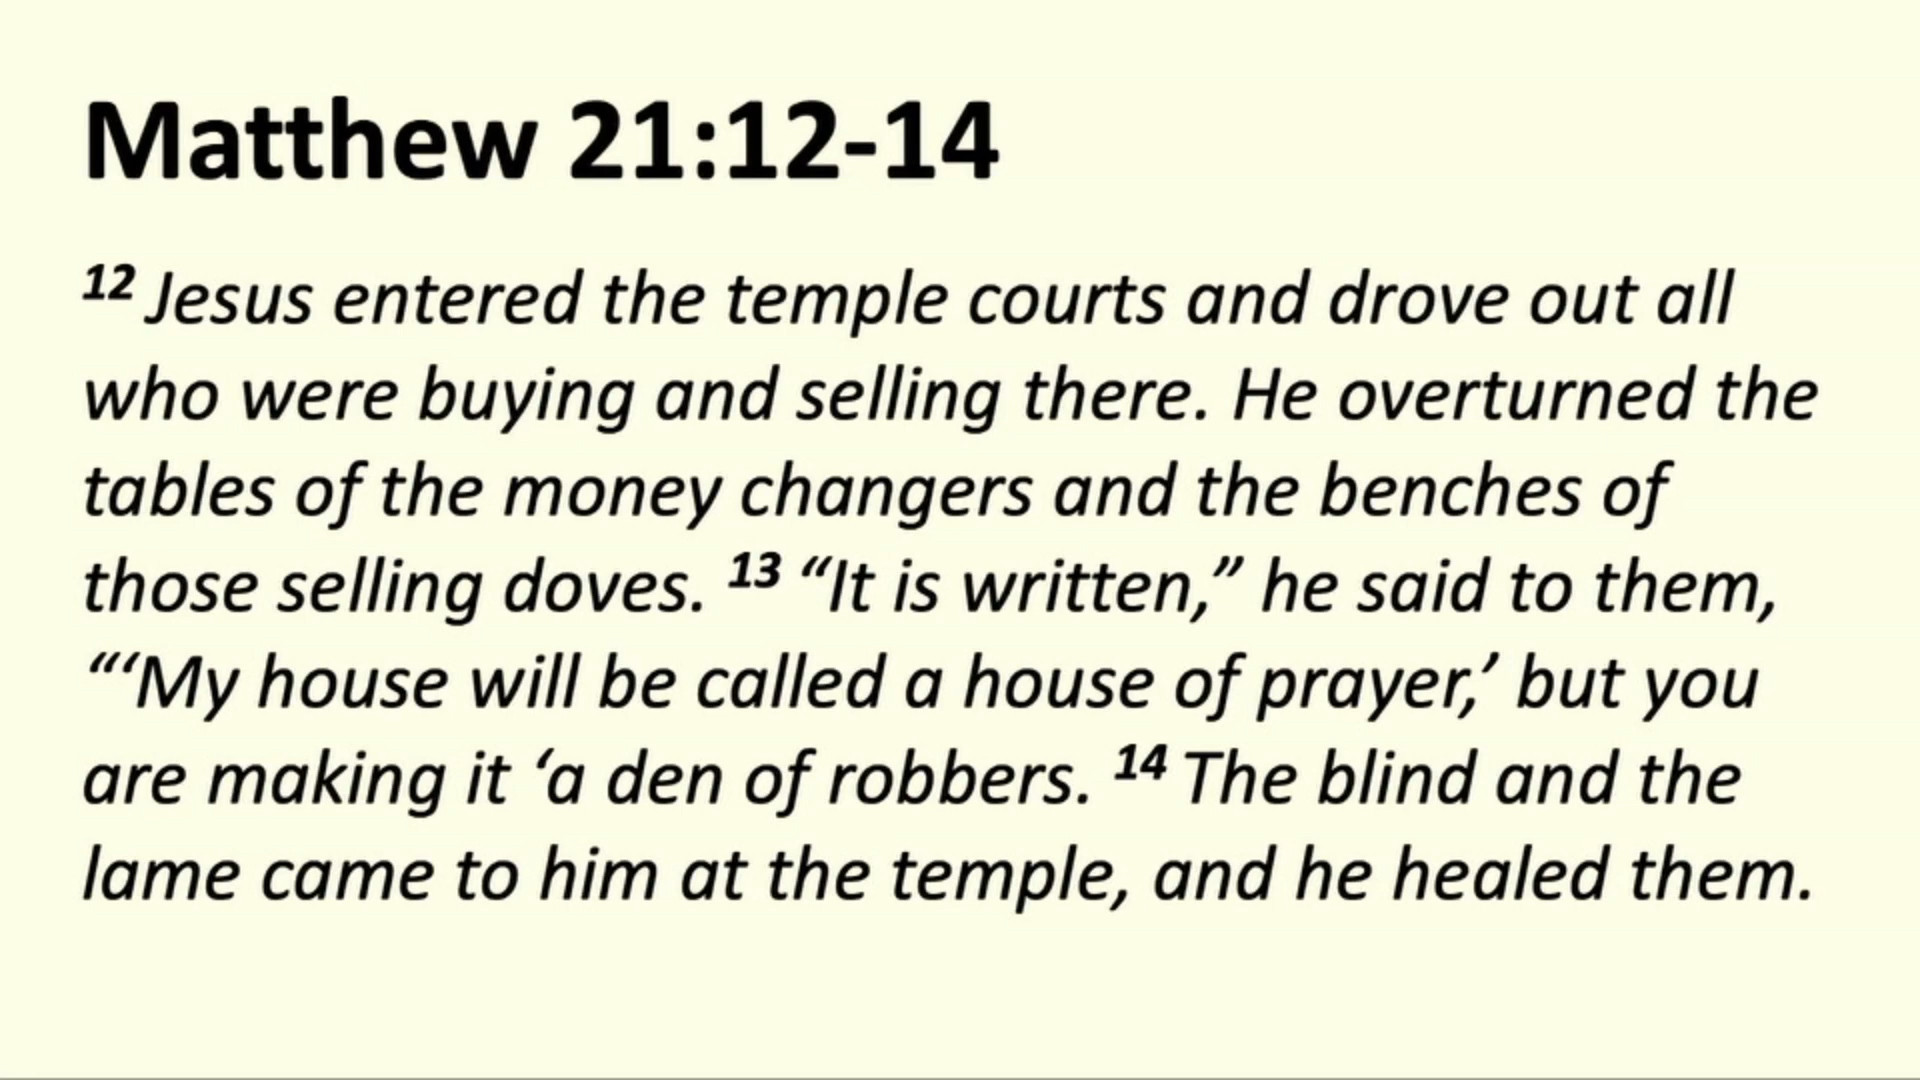 Matthew 21:12-14
12 Jesus entered the temple courts and drove out all
who were buying and selling there. He overturned the
tables of the money changers and the benches of
those selling doves. 13 “It is written,” he said to them,
“‘My house will be called a house of prayer,’ but you
are making it ‘a den of robbers. 14 The blind and the
lame came to him at the temple, and he healed them.